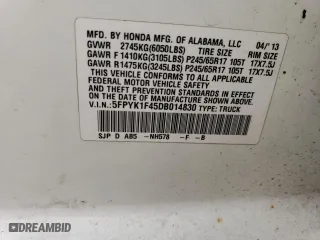 MFD. BY HONDA MFG. OF ALABAMA, LLC 04/'13
GVWR 2745KG(6050LBS) TIRE SIZE RIM SIZE
GAWR F 1410KG(3105LBS) P245/65R17 105T 17X7.5J
GAWR R 1475KG(3245LBS) P245/65R17 105T 17X7.5J
THIS VEHICLE CONFORMS TO ALL APPLICABLE
FEDERAL MOTOR VEHICLE SAFETY AND THEFT
PREVENTION STANDARDS IN EFFECT ON THE DATE OF
MANUFACTURE SHOWN ABOVE.
V.I.N.: 5FPYK1F45DB014830 TYPE: TRUCK
SJP D AB5 -NH578 -F -B
AUTOHELPERBOT.COM